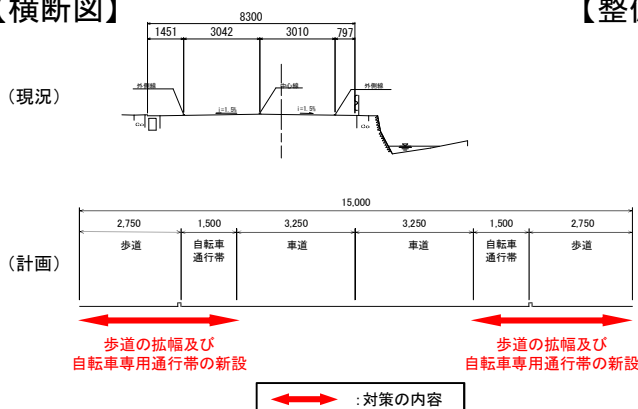 【横断図】
【整備
8300
1451 3042 3010 797
外側線 中心線 外側線
(現況)
i=1.5% i=1.5%
Co Co
15,000
2,750 1,500 3,250 3,250 1,500 2,750
歩道 自転車通行帯 車道 車道 自転車通行帯 歩道
(計画)
歩道の拡幅及び
自転車専用通行帯の新設
歩道の拡幅及び
自転車専用通行帯の新設
:対策の内容